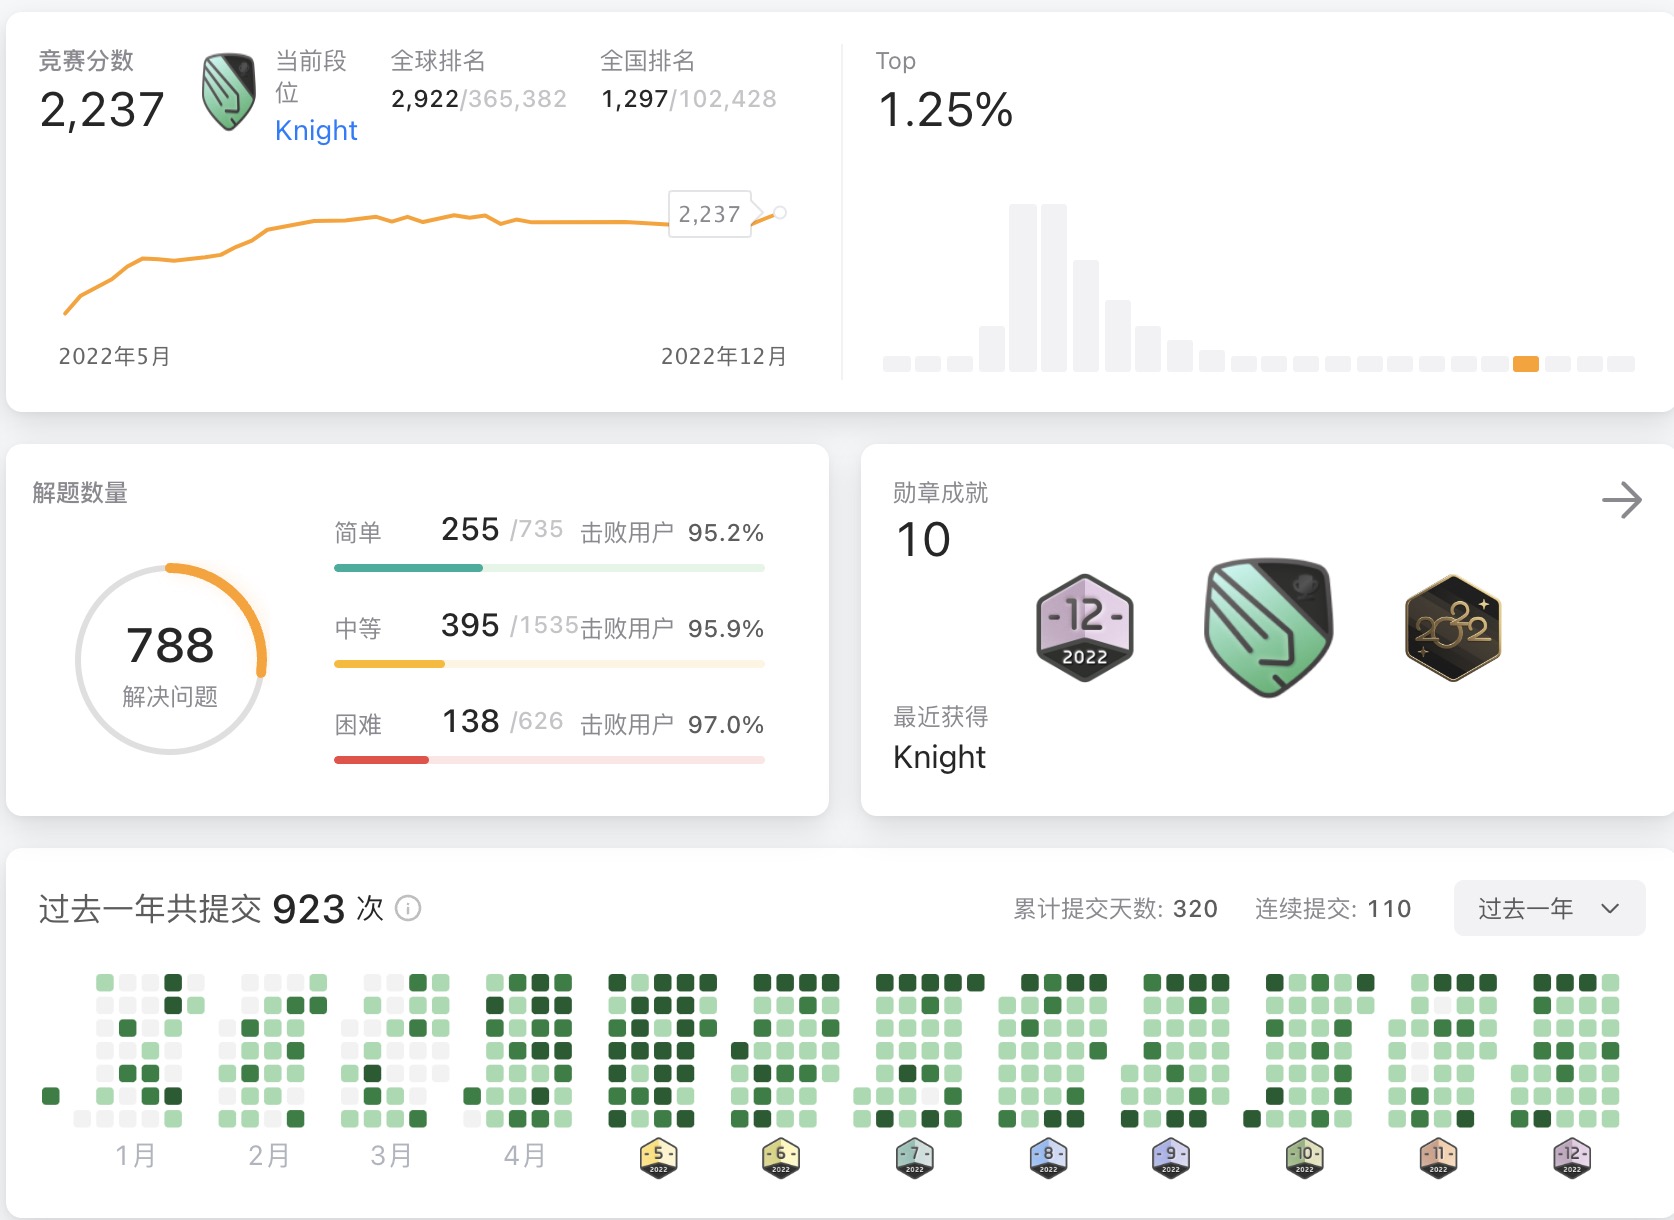 竞赛分数
2,237
当前段位
Knight
全球排名
2,922/365,382
全国排名
1,297/102,428
Top
1.25%
2,237
2022年5月
2022年12月
解题数量
788
解决问题
简单 255 /735 击败用户 95.2%
中等 395 /1535 击败用户 95.9%
困难 138 /626 击败用户 97.0%
勋章成就
10
-12-
2022
2022
最近获得
Knight
过去一年共提交 923 次
累计提交天数: 320 连续提交: 110 过去一年
1月 2月 3月 4月 -5- -6- -7- -8- -9- -10- -11- -12-
2022 2022 2022 2022 2022 2022 2022 2022